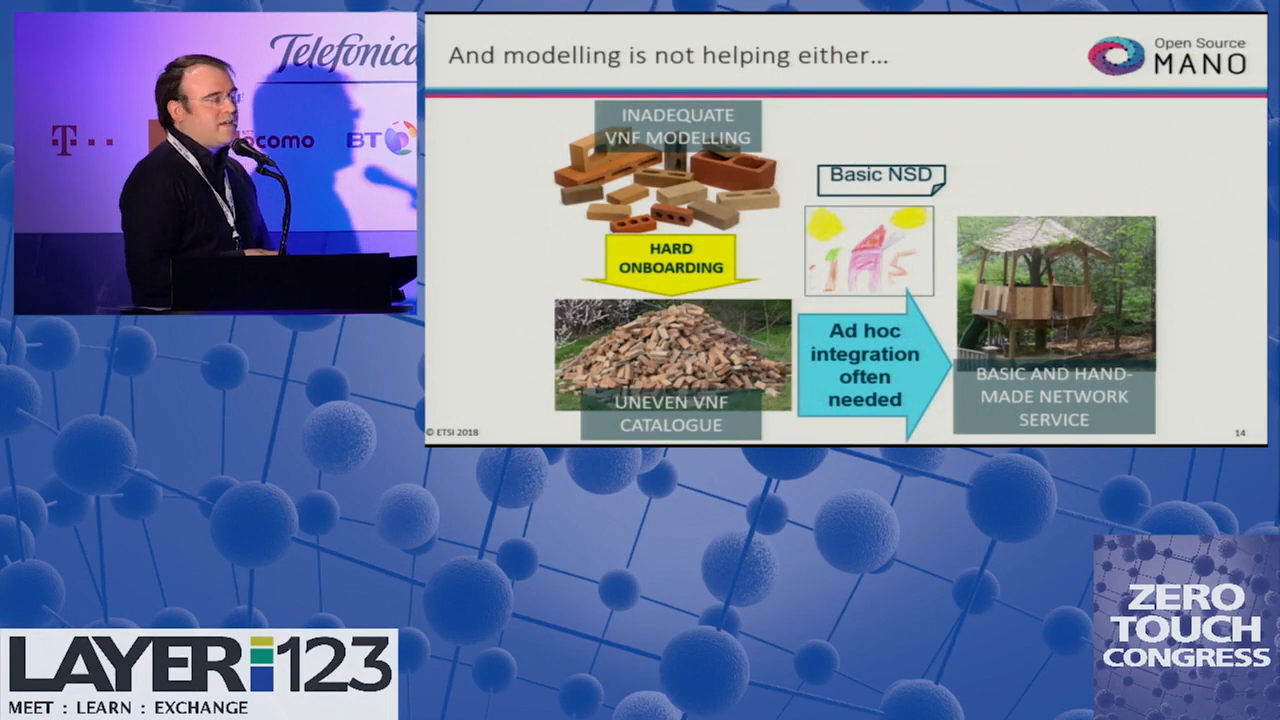 Telefónica
T
ocomo
BT
And modelling is not helping either...
Open Source
MANO
INADEQUATE
VNF MODELLING
HARD
ONBOARDING
UNEVEN VNF
CATALOGUE
Basic NSD
Ad hoc
integration
often
needed
BASIC AND HAND-
MADE NETWORK
SERVICE
© ETSI 2018
14
LAYER123
MEET : LEARN : EXCHANGE
ZERO
TOUCH
CONGRESS